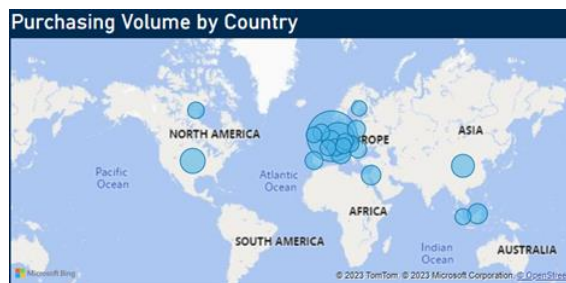 Purchasing Volume by Country
NORTH AMERICA
ROPE
ASIA
Pacific
Ocean
Atlantic
Ocean
AFRICA
SOUTH AMERICA
Indian
Ocean
AUSTRALIA
Microsoft Bing
© 2023 TomTom, © 2023 Microsoft Corporation, © OpenStree